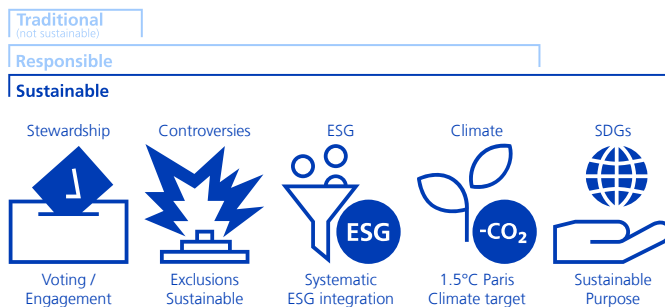 Traditional
(not sustainable)
Responsible
Sustainable
Stewardship Controversies ESG Climate SDGs
ESG -CO₂
Voting / Exclusions Systematic 1.5°C Paris Sustainable
Engagement Sustainable ESG integration Climate target Purpose